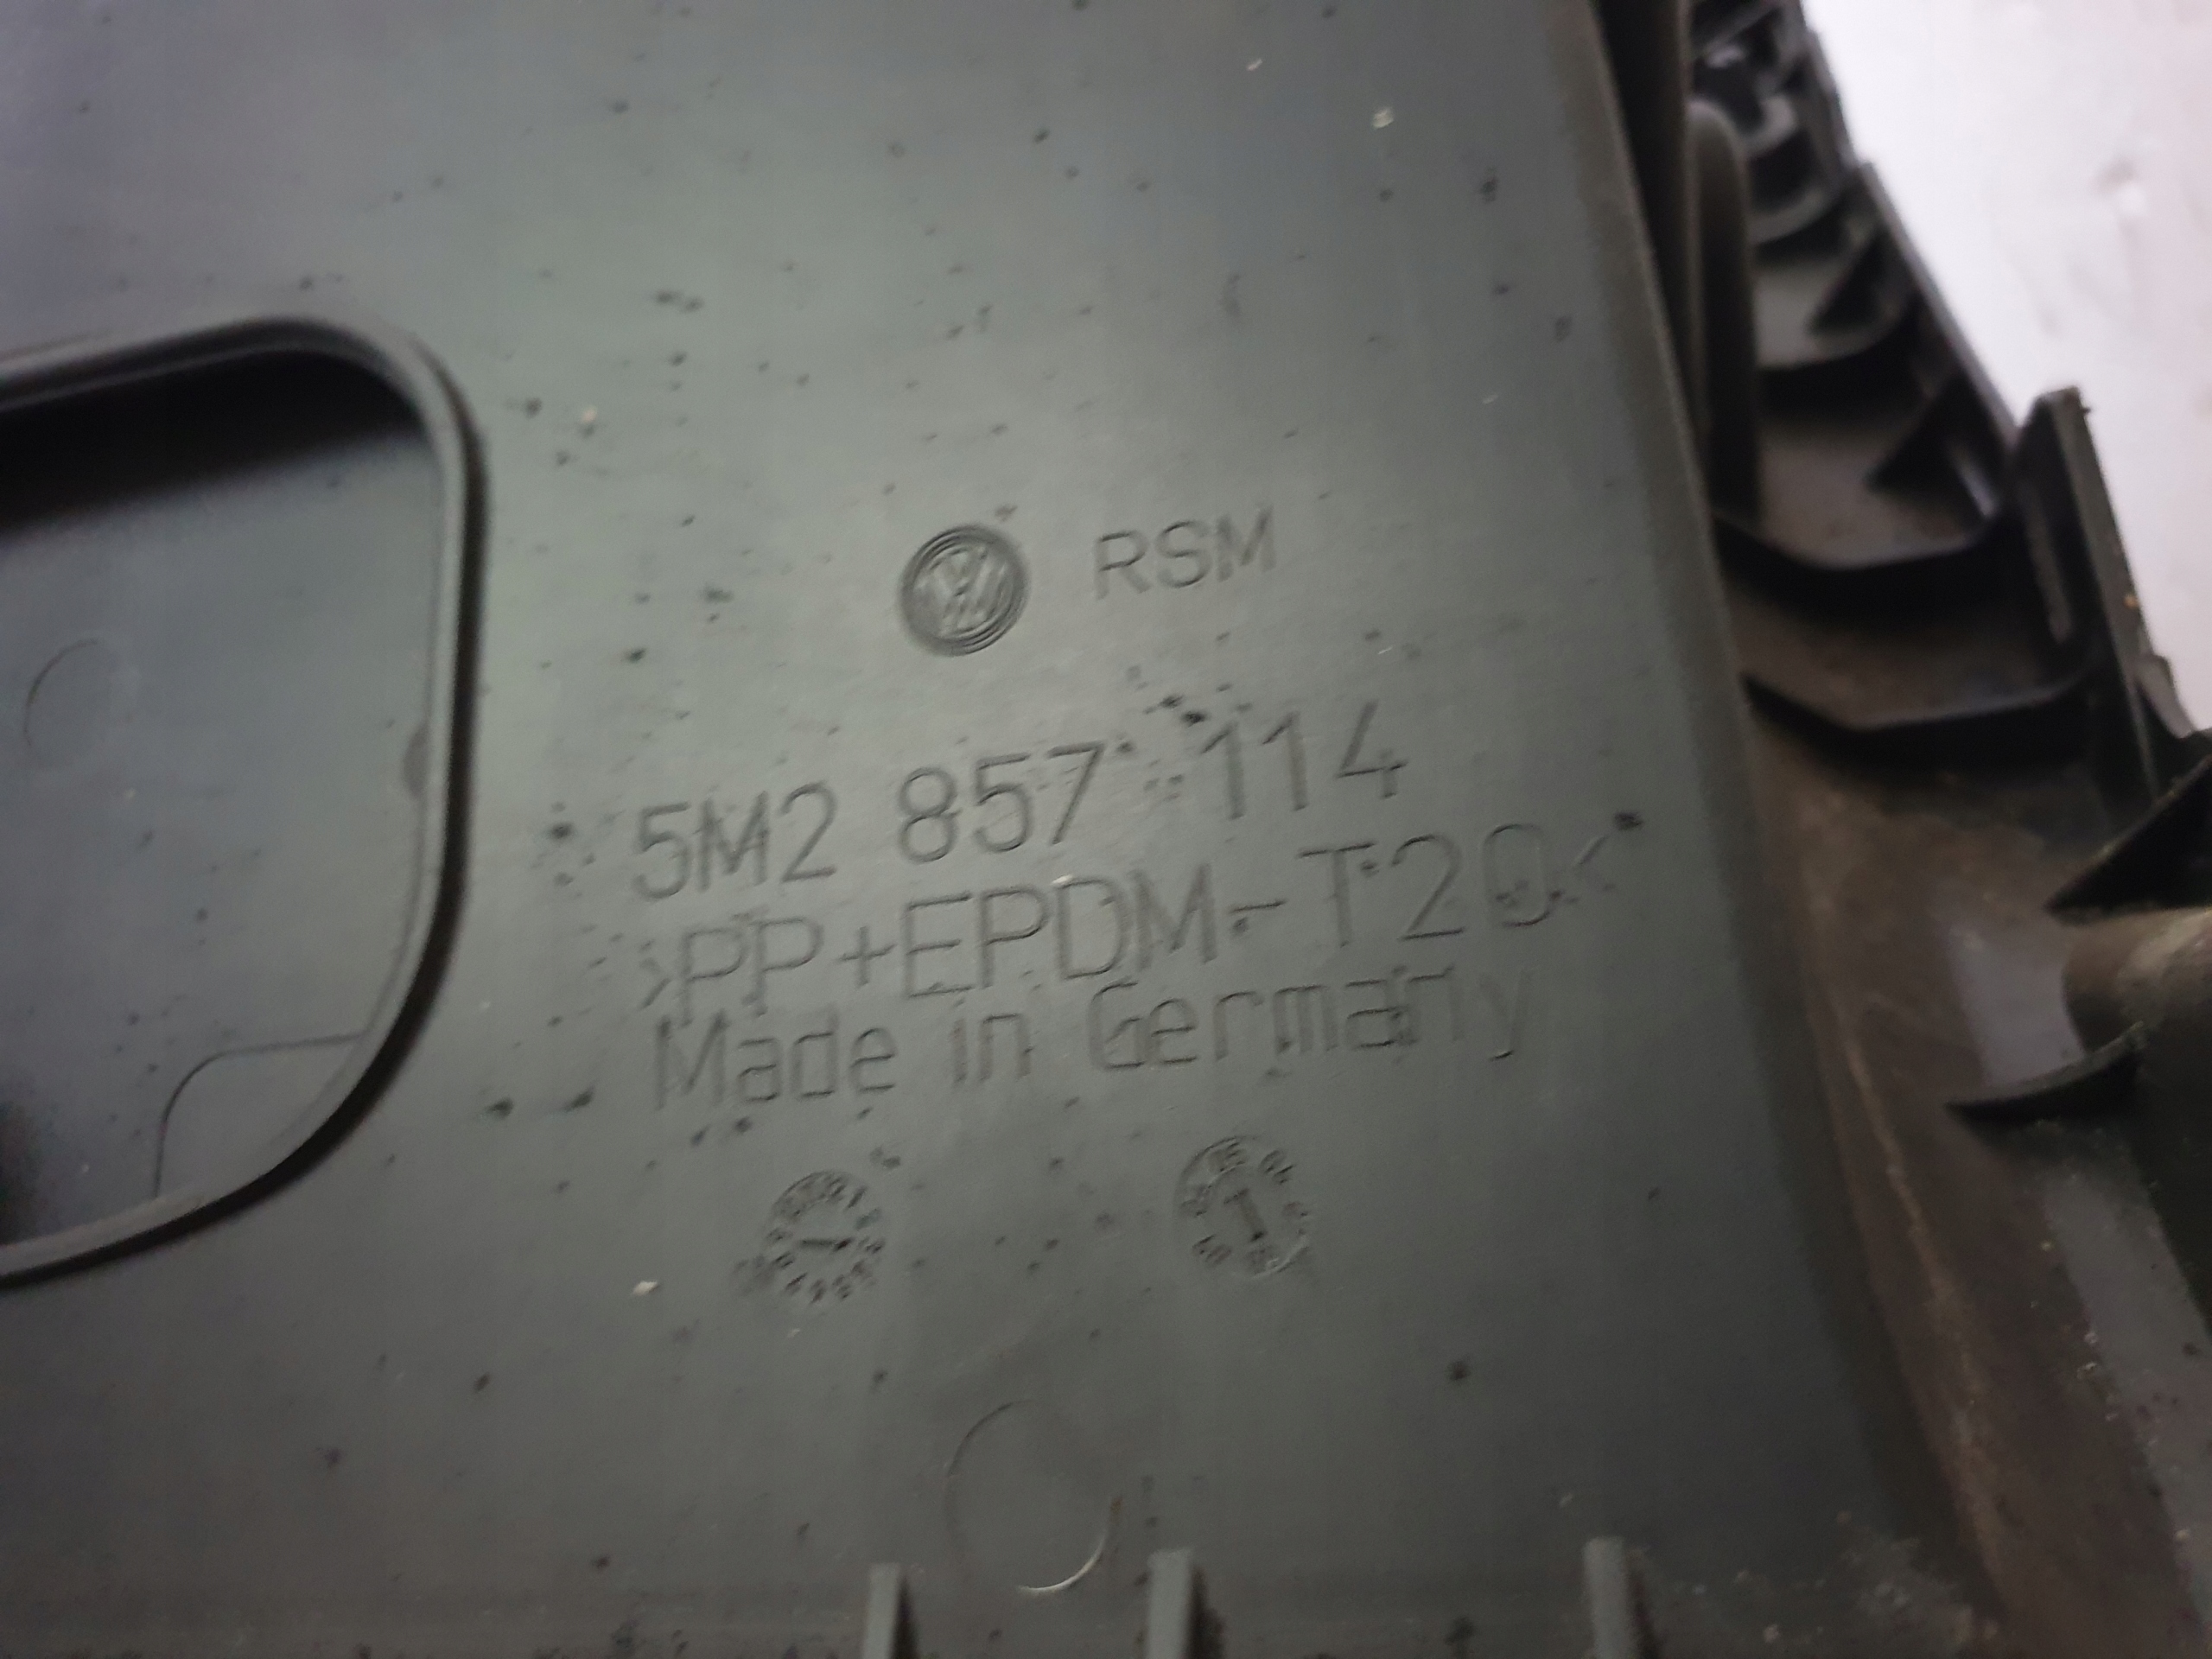 RSM
5M2 857 114
>PP+EPDM-T20<
Made in Germany